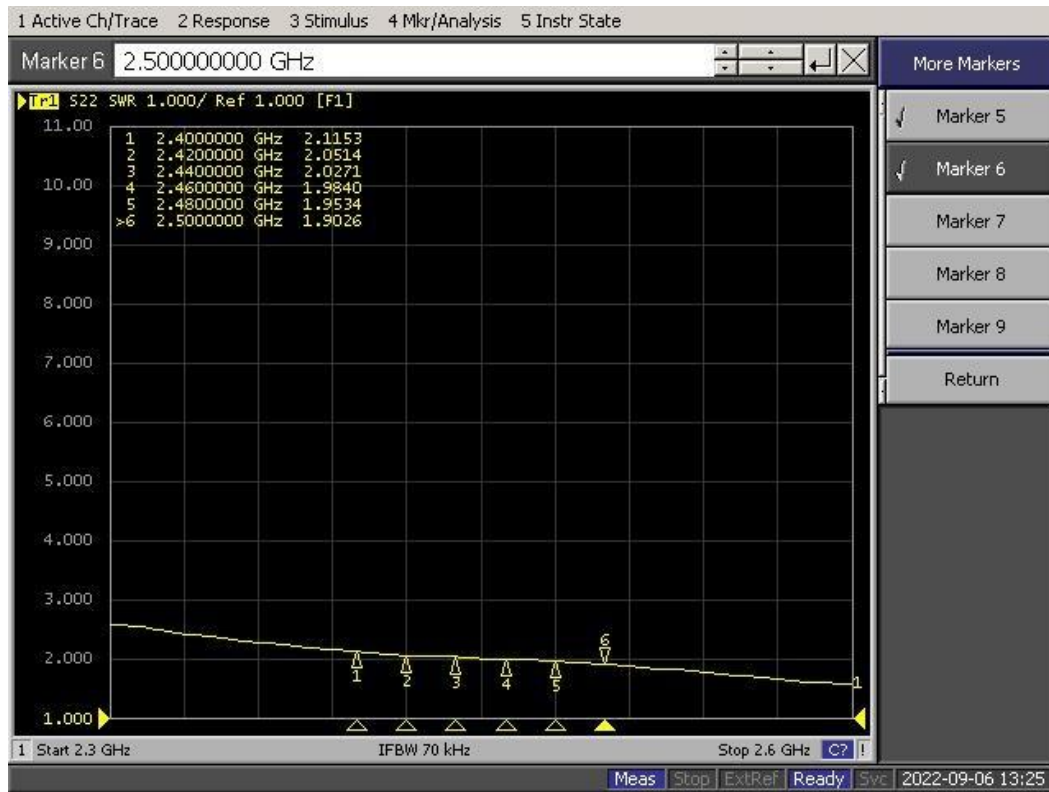 1 Active Ch/Trace 2 Response 3 Stimulus 4 Mkr/Analysis 5 Instr State
Marker 6 2.500000000 GHz
More Markers
Tr1 S22 SWR 1.000/ Ref 1.000 [F1]
11.00
1 2.4000000 GHz 2.1153
2 2.4200000 GHz 2.0514
3 2.4400000 GHz 2.0271
4 2.4600000 GHz 1.9840
5 2.4800000 GHz 1.9534
>6 2.5000000 GHz 1.9026
10.00
9.000
8.000
7.000
6.000
5.000
4.000
3.000
2.000
1.000
1
2
3
4
5
6
1
Marker 5
Marker 6
Marker 7
Marker 8
Marker 9
Return
1 Start 2.3 GHz IFBW 70 kHz Stop 2.6 GHz C? !
Meas Stop ExtRef Ready Svc 2022-09-06 13:25